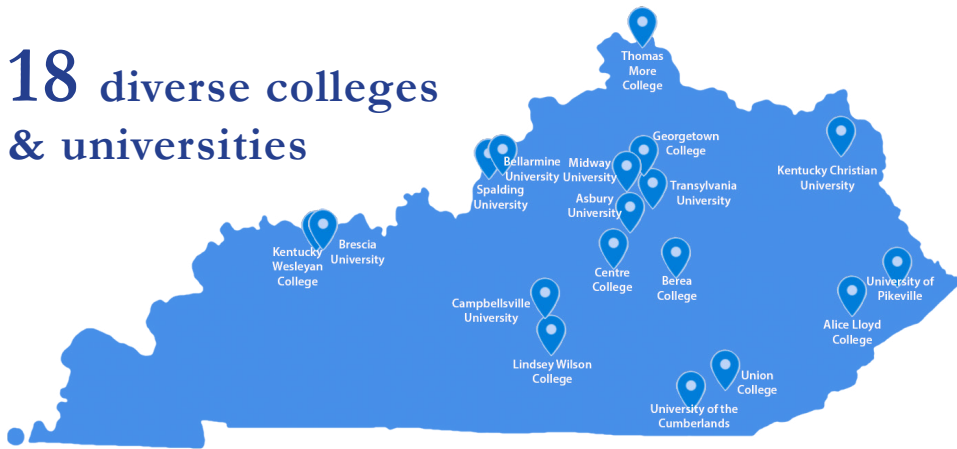 18 diverse colleges
& universities
Thomas
More
College
Georgetown
College
Bellarmine
University
Midway
University
Kentucky Christian
University
Spalding
University
Transylvania
University
Asbury
University
Kentucky
Wesleyan
College
Brescia
University
Centre
College
Berea
College
University of
Pikeville
Campbellsville
University
Alice Lloyd
College
Lindsey Wilson
College
Union
College
University of the
Cumberlands